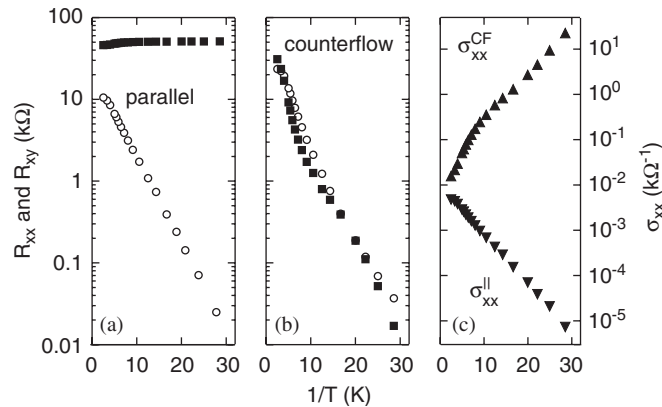 100
10
1
0.1
0.01
R_xx and R_xy (kΩ)
parallel
(a)
0 10 20 30
counterflow
(b)
0 10 20 30
1/T (K)
σ_xx^CF
σ_xx^||
(c)
0 10 20 30
10^1
10^0
10^-1
10^-2
10^-3
10^-4
10^-5
σ_xx (kΩ^-1)